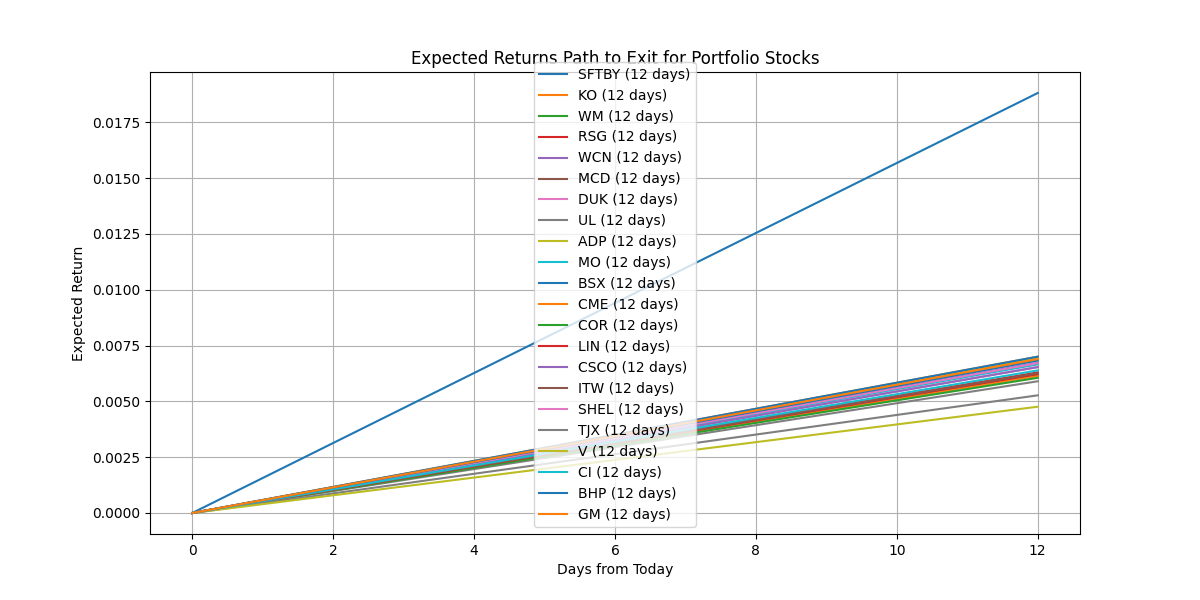 Expected Returns Path to Exit for Portfolio Stocks
SFTBY (12 days)
KO (12 days)
WM (12 days)
RSG (12 days)
WCN (12 days)
MCD (12 days)
DUK (12 days)
UL (12 days)
ADP (12 days)
MO (12 days)
BSX (12 days)
CME (12 days)
COR (12 days)
LIN (12 days)
CSCO (12 days)
ITW (12 days)
SHEL (12 days)
TJX (12 days)
V (12 days)
CI (12 days)
BHP (12 days)
GM (12 days)
0.0175
0.0150
0.0125
0.0100
0.0075
0.0050
0.0025
0.0000
Expected Return
0 2 4 6 8 10 12
Days from Today